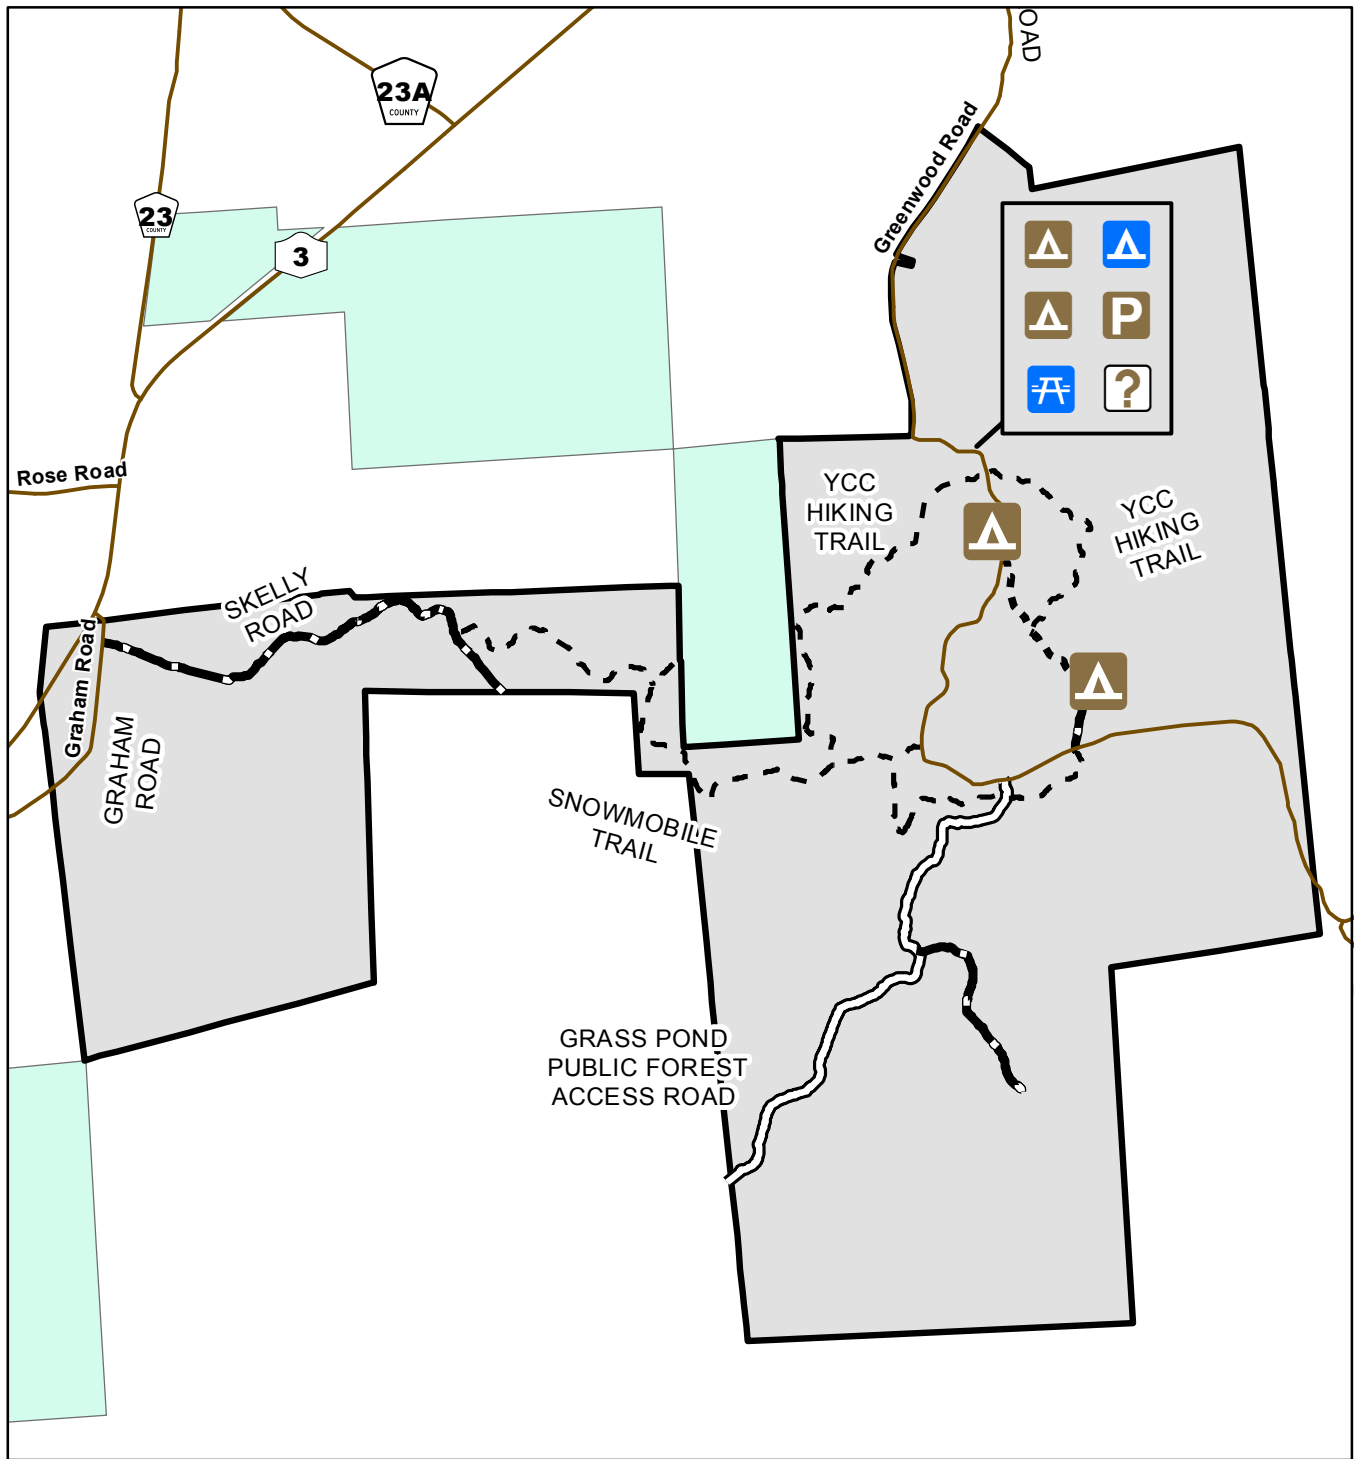 OAD
23A
COUNTY
Greenwood Road
23
COUNTY
3
P
?
Rose Road
YCC
HIKING
TRAIL
YCC
HIKING
TRAIL
SKELLY
ROAD
Graham Road
GRAHAM
ROAD
SNOWMOBILE
TRAIL
GRASS POND
PUBLIC FOREST
ACCESS ROAD